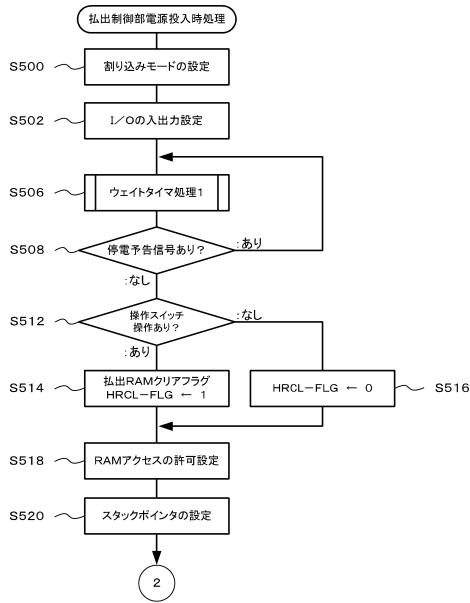 払出制御部電源投入時処理
S500
割り込みモードの設定
S502
I/Oの入出力設定
S506
ウェイトタイマ処理1
S508
停電予告信号あり?
:あり
:なし
S512
操作スイッチ
操作あり?
:なし
:あり
S514
払出RAMクリアフラグ
HRCL-FLG ← 1
HRCL-FLG ← 0
S516
S518
RAMアクセスの許可設定
S520
スタックポインタの設定
2